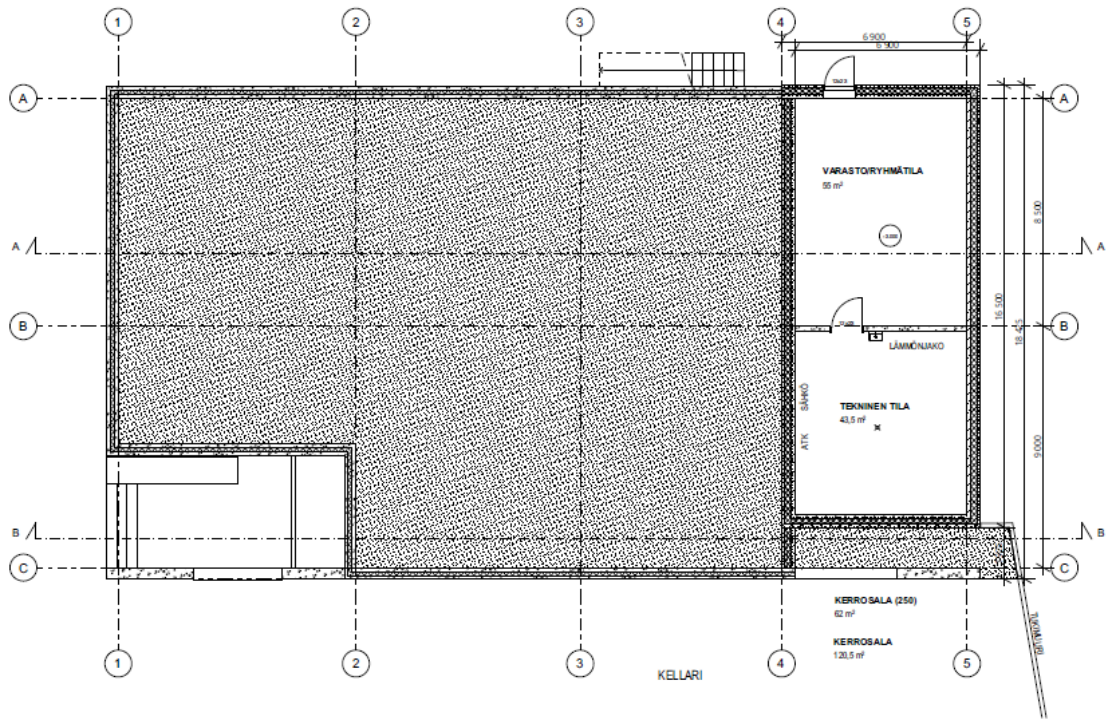 1
2
3
4
5
6 900
6 900
A
A
VARASTO/RYHMÄTILA
55 m²
8 500
A
A
16 500
18 425
B
B
LÄMMÖNJAKO
SÄHKÖ
ATK
TEKNINEN TILA
43,5 m²
9 000
B
B
C
C
KERROSALA (250)
62 m²
KERROSALA
120,5 m²
TUKIMUURI
1
2
3
4
5
KELLARI